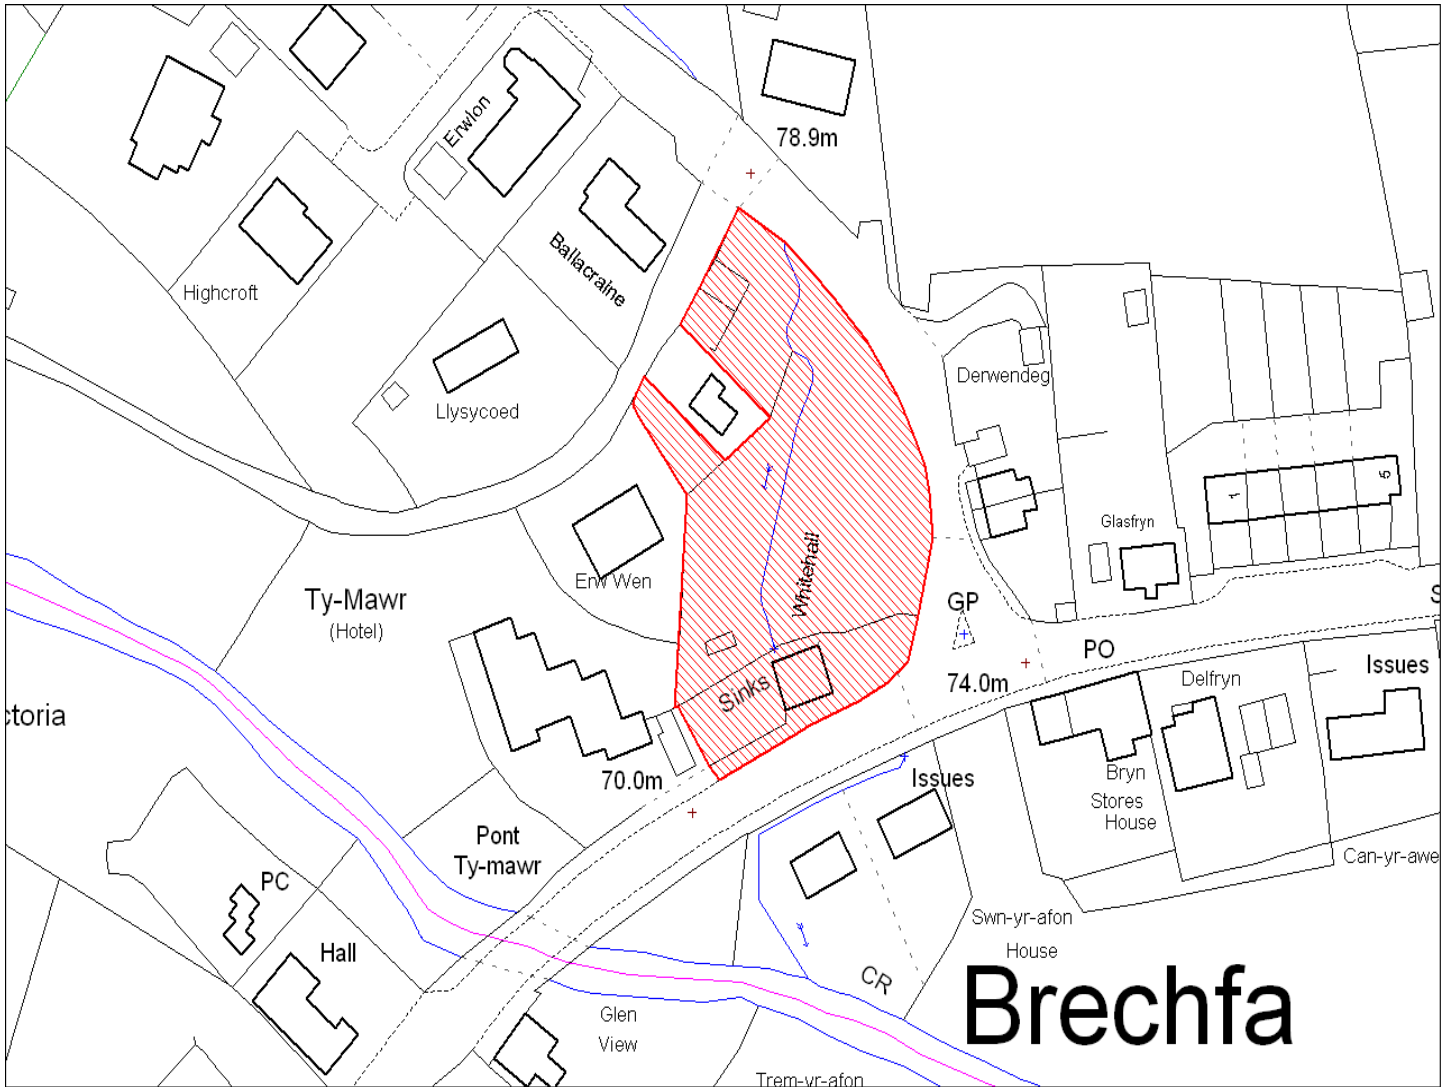 78.9m
Erwlon
Ballacraine
Highcroft
Llysycoed
Derwendeg
1
5
Glasfryn
Whitehall
Erw Wen
Ty-Mawr
(Hotel)
GP
PO
74.0m
Delfryn
Issues
Sinks
ctoria
70.0m
Issues
Bryn
Stores
House
Pont
Ty-mawr
Can-yr-awe
PC
Swn-yr-afon
House
Hall
CR
Brechfa
Glen
View
Trem-yr-afon